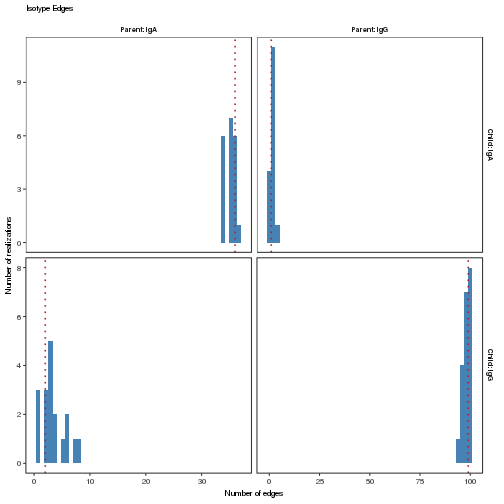 Isotype Edges
Parent:IgA
Parent:IgG
9
6
3
0
Child:IgA
Number of realizations
8
6
4
2
0
Child:IgG
0
10
20
30
0
25
50
75
100
Number of edges